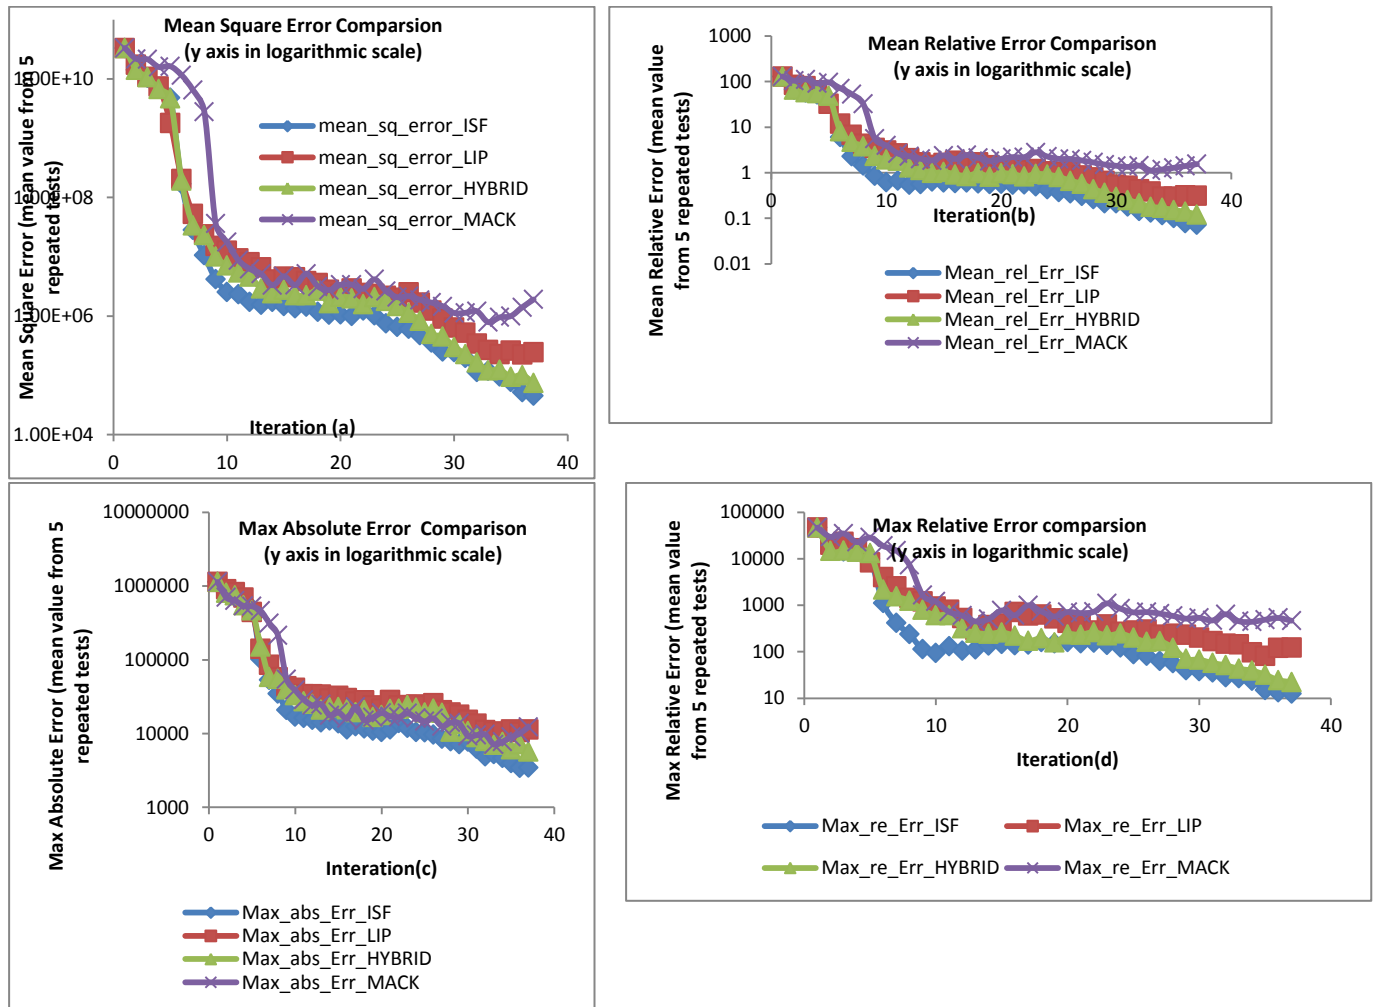 Mean Square Error Comparsion
(y axis in logarithmic scale)
Mean Square Error (mean value from 5
repeated tests)
1.00E+10
1.00E+08
1.00E+06
1.00E+04
mean_sq_error_ISF
mean_sq_error_LIP
mean_sq_error_HYBRID
mean_sq_error_MACK
Iteration (a)
0 10 20 30 40
Mean Relative Error Comparison
(y axis in logarithmic scale)
Mean Relative Error (mean value
from 5 repeated tests)
1000
100
10
1
0.1
0.01
0 10 20 30 40
Iteration(b)
Mean_rel_Err_ISF
Mean_rel_Err_LIP
Mean_rel_Err_HYBRID
Mean_rel_Err_MACK
Max Absolute Error Comparison
(y axis in logarithmic scale)
Max Absolute Error (mean value from 5
repeated tests)
10000000
1000000
100000
10000
1000
0 10 20 30 40
Interation(c)
Max_abs_Err_ISF
Max_abs_Err_LIP
Max_abs_Err_HYBRID
Max_abs_Err_MACK
Max Relative Error comparsion
(y axis in logarithmic scale)
Max Relative Error (mean value
from 5 repeated tests)
100000
10000
1000
100
10
0 10 20 30 40
Iteration(d)
Max_re_Err_ISF
Max_re_Err_LIP
Max_re_Err_HYBRID
Max_re_Err_MACK